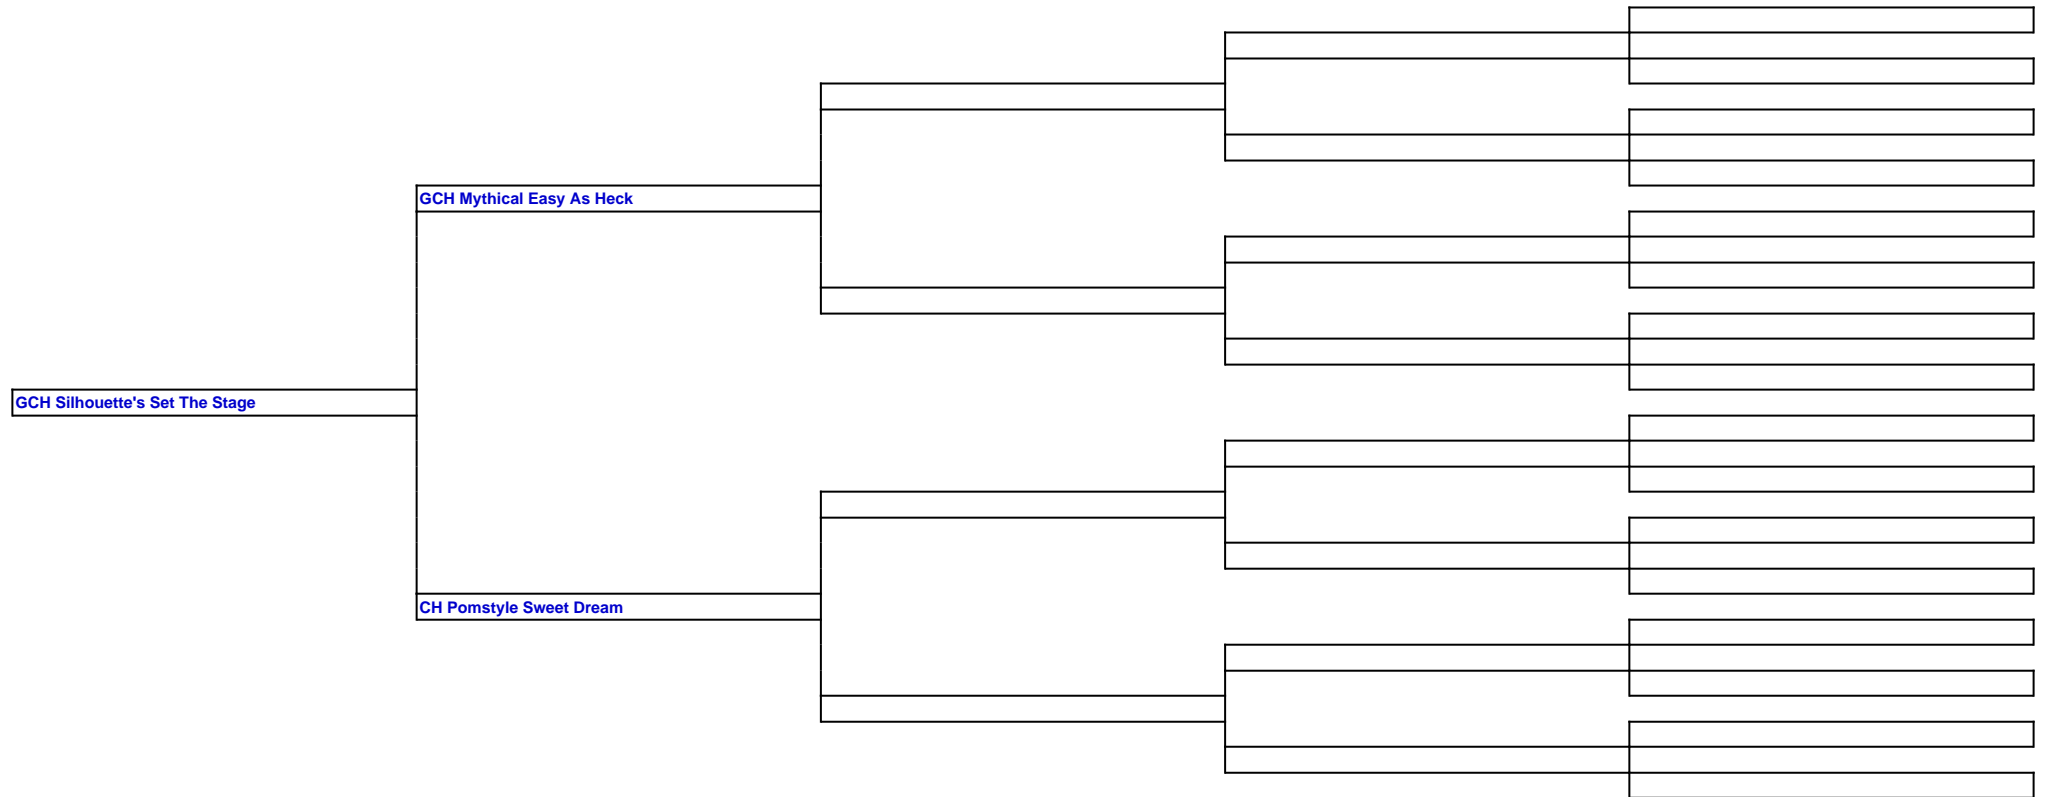 GCH Mythical Easy As Heck
GCH Silhouette's Set The Stage
CH Pomstyle Sweet Dream